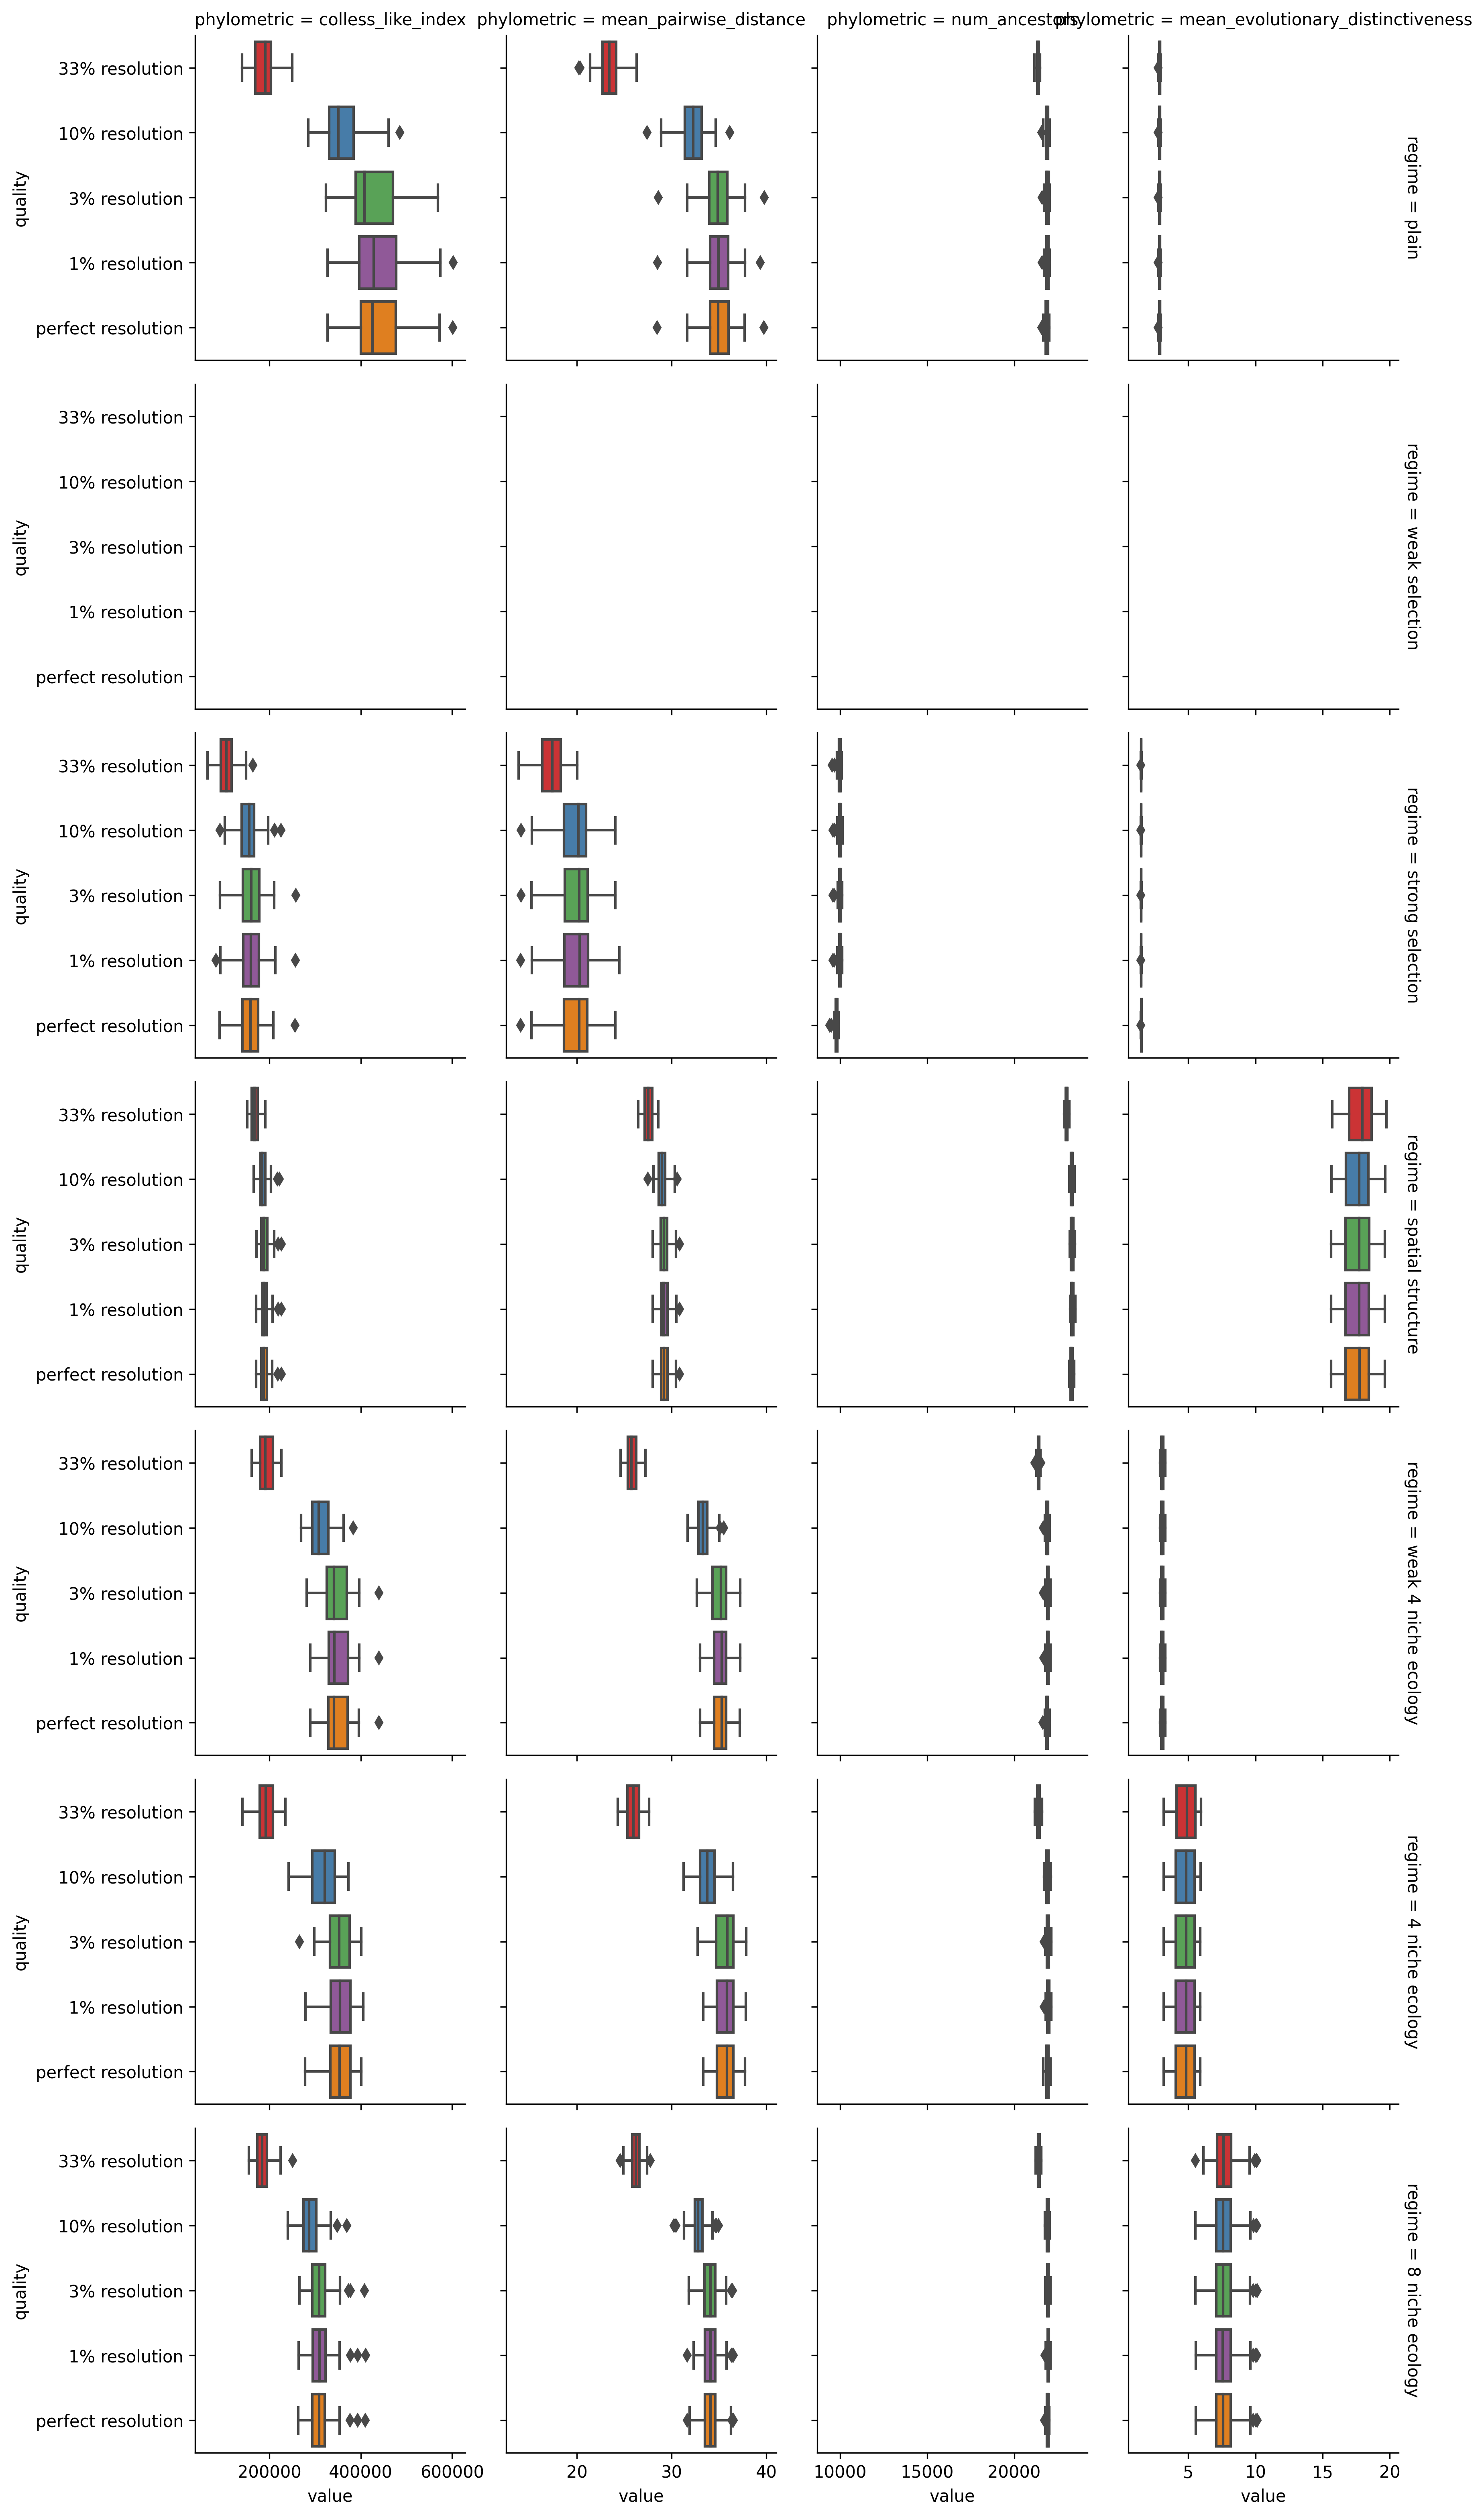 phylometric = colless_like_index
phylometric = mean_pairwise_distance
phylometric = num_ancestors
phylometric = mean_evolutionary_distinctiveness
33% resolution
10% resolution
3% resolution
1% resolution
perfect resolution
quality
regime = plain
33% resolution
10% resolution
3% resolution
1% resolution
perfect resolution
quality
regime = weak selection
33% resolution
10% resolution
3% resolution
1% resolution
perfect resolution
quality
regime = strong selection
33% resolution
10% resolution
3% resolution
1% resolution
perfect resolution
quality
regime = spatial structure
33% resolution
10% resolution
3% resolution
1% resolution
perfect resolution
quality
regime = weak 4 niche ecology
33% resolution
10% resolution
3% resolution
1% resolution
perfect resolution
quality
regime = 4 niche ecology
33% resolution
10% resolution
3% resolution
1% resolution
perfect resolution
quality
regime = 8 niche ecology
200000 400000 600000
20 30 40
10000 15000 20000
5 10 15 20
value
value
value
value